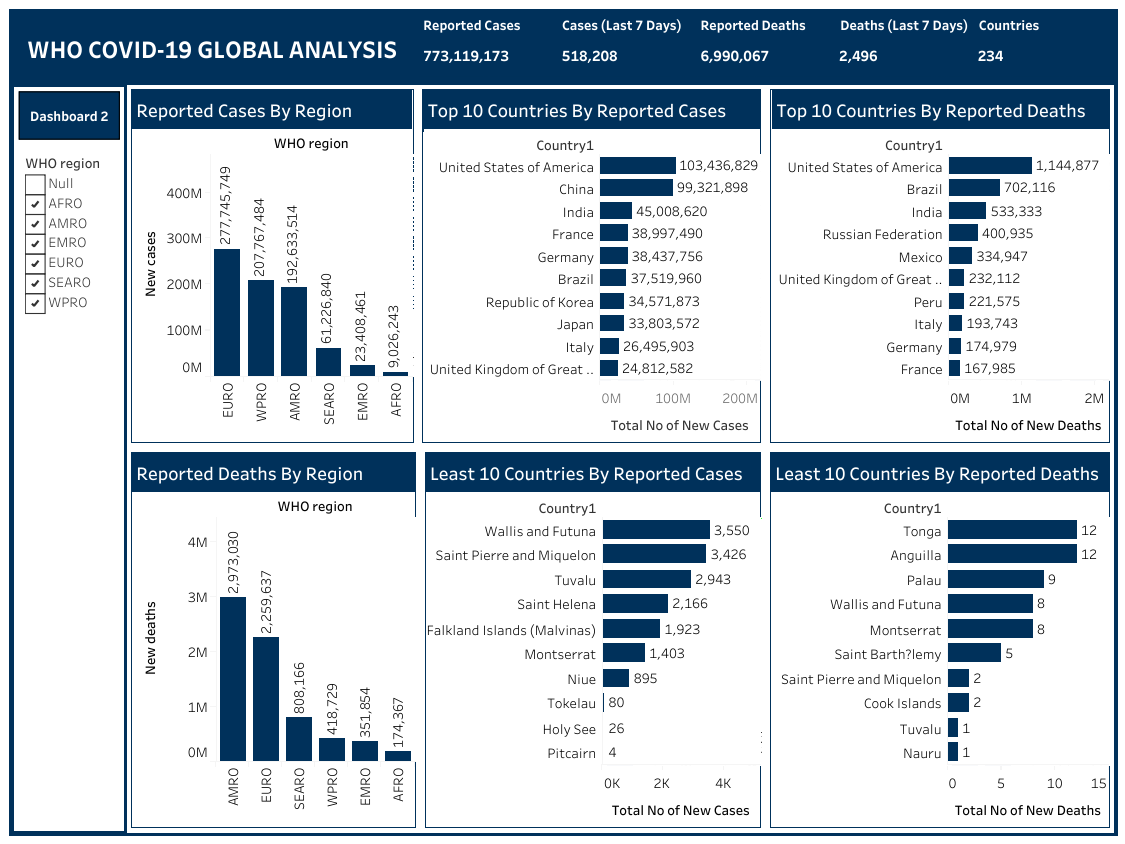 WHO COVID-19 GLOBAL ANALYSIS
Reported Cases
Cases (Last 7 Days)
Reported Deaths
Deaths (Last 7 Days)
Countries
773,119,173
518,208
6,990,067
2,496
234
Dashboard 2
WHO region
Null
AFRO
AMRO
EMRO
EURO
SEARO
WPRO
Reported Cases By Region
WHO region
New cases
400M
300M
200M
100M
0M
277,745,749
207,767,484
192,633,514
61,226,840
23,408,461
9,026,243
EURO
WPRO
AMRO
SEARO
EMRO
AFRO
Top 10 Countries By Reported Cases
Country1
United States of America 103,436,829
China 99,321,898
India 45,008,620
France 38,997,490
Germany 38,437,756
Brazil 37,519,960
Republic of Korea 34,571,873
Japan 33,803,572
Italy 26,495,903
United Kingdom of Great .. 24,812,582
0M 100M 200M
Total No of New Cases
Top 10 Countries By Reported Deaths
Country1
United States of America 1,144,877
Brazil 702,116
India 533,333
Russian Federation 400,935
Mexico 334,947
United Kingdom of Great .. 232,112
Peru 221,575
Italy 193,743
Germany 174,979
France 167,985
0M 1M 2M
Total No of New Deaths
Reported Deaths By Region
WHO region
New deaths
4M
3M
2M
1M
0M
2,973,030
2,259,637
808,166
418,729
351,854
174,367
AMRO
EURO
SEARO
WPRO
EMRO
AFRO
Least 10 Countries By Reported Cases
Country1
Wallis and Futuna 3,550
Saint Pierre and Miquelon 3,426
Tuvalu 2,943
Saint Helena 2,166
Falkland Islands (Malvinas) 1,923
Montserrat 1,403
Niue 895
Tokelau 80
Holy See 26
Pitcairn 4
0K 2K 4K
Total No of New Cases
Least 10 Countries By Reported Deaths
Country1
Tonga 12
Anguilla 12
Palau 9
Wallis and Futuna 8
Montserrat 8
Saint Barth?lemy 5
Saint Pierre and Miquelon 2
Cook Islands 2
Tuvalu 1
Nauru 1
0 5 10 15
Total No of New Deaths